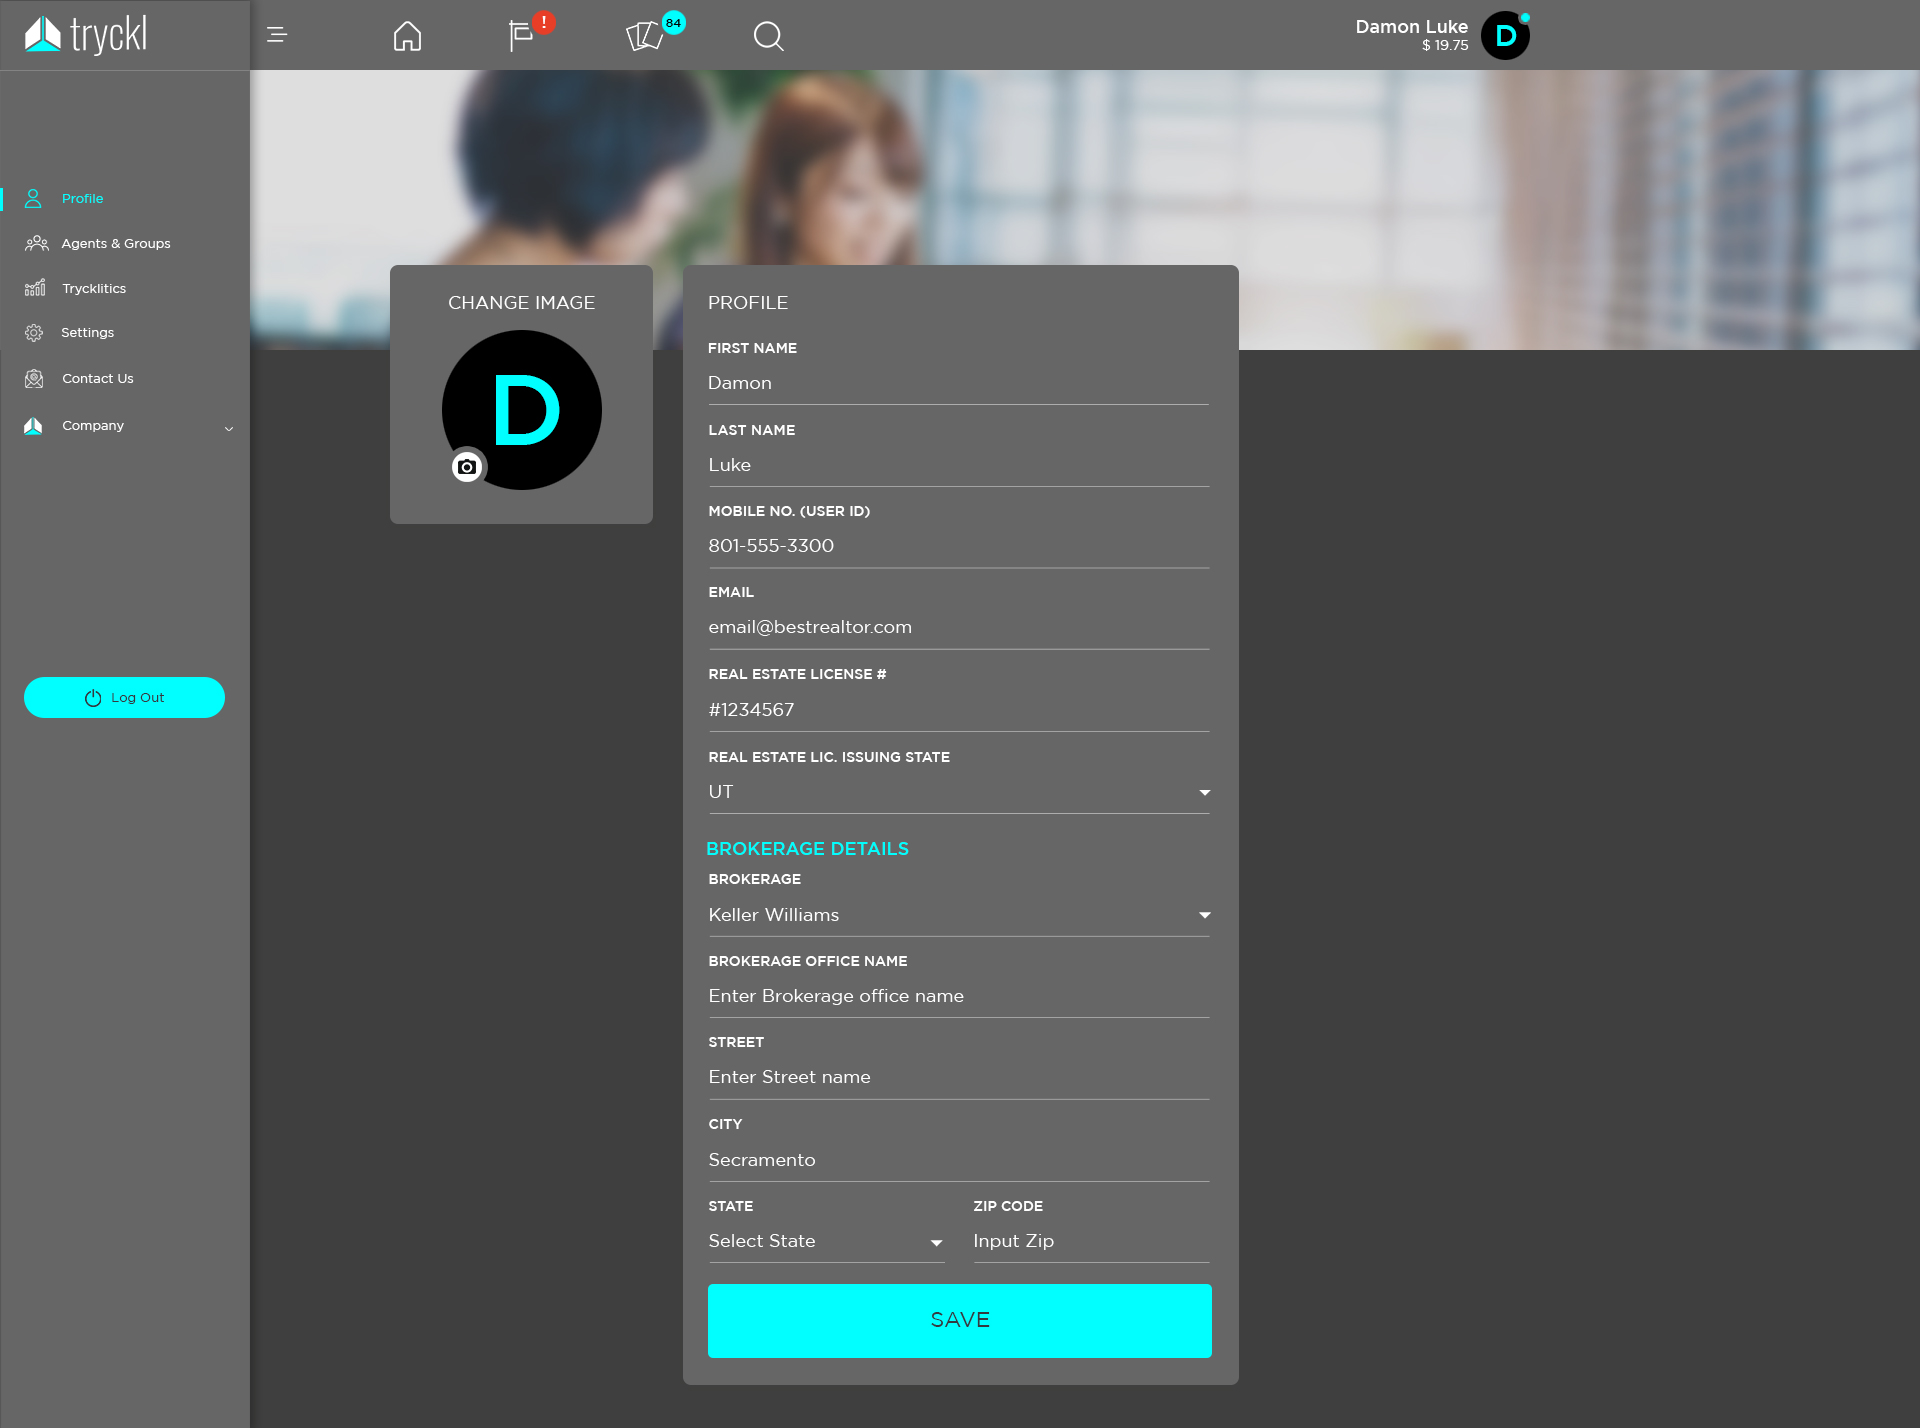 tryckl
!
84
Damon Luke
$ 19.75
D
Profile
Agents & Groups
Trycklitics
Settings
Contact Us
Company
Log Out
CHANGE IMAGE
D
PROFILE
FIRST NAME
Damon
LAST NAME
Luke
MOBILE NO. (USER ID)
801-555-3300
EMAIL
email@bestrealtor.com
REAL ESTATE LICENSE #
#1234567
REAL ESTATE LIC. ISSUING STATE
UT
BROKERAGE DETAILS
BROKERAGE
Keller Williams
BROKERAGE OFFICE NAME
Enter Brokerage office name
STREET
Enter Street name
CITY
Secramento
STATE
ZIP CODE
Select State
Input Zip
SAVE